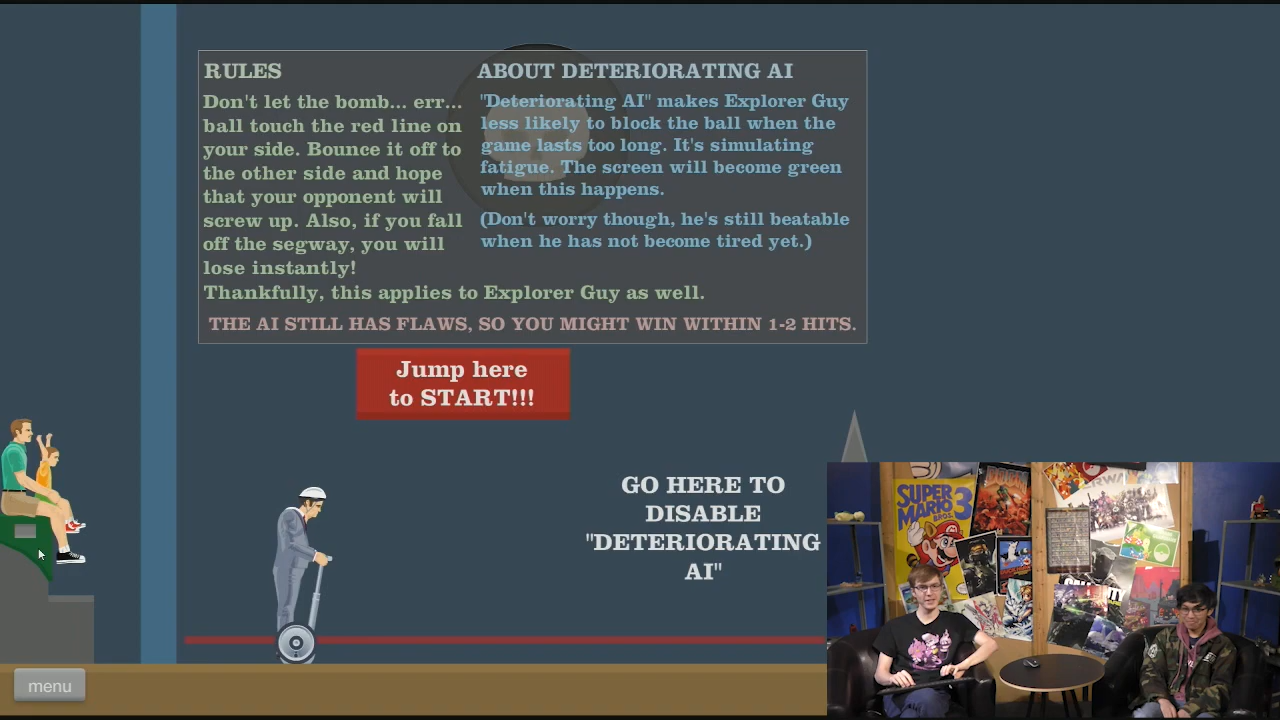 RULES
Don't let the bomb... err...
ball touch the red line on
your side. Bounce it off to
the other side and hope
that your opponent will
screw up. Also, if you fall
off the segway, you will
lose instantly!
Thankfully, this applies to Explorer Guy as well.
ABOUT DETERIORATING AI
"Deteriorating AI" makes Explorer Guy
less likely to block the ball when the
game lasts too long. It's simulating
fatigue. The screen will become green
when this happens.
(Don't worry though, he's still beatable
when he has not become tired yet.)
THE AI STILL HAS FLAWS, SO YOU MIGHT WIN WITHIN 1-2 HITS.
Jump here
to START!!!
GO HERE TO
DISABLE
"DETERIORATING
AI"
menu
SUPER
MARIO
BROS. 3